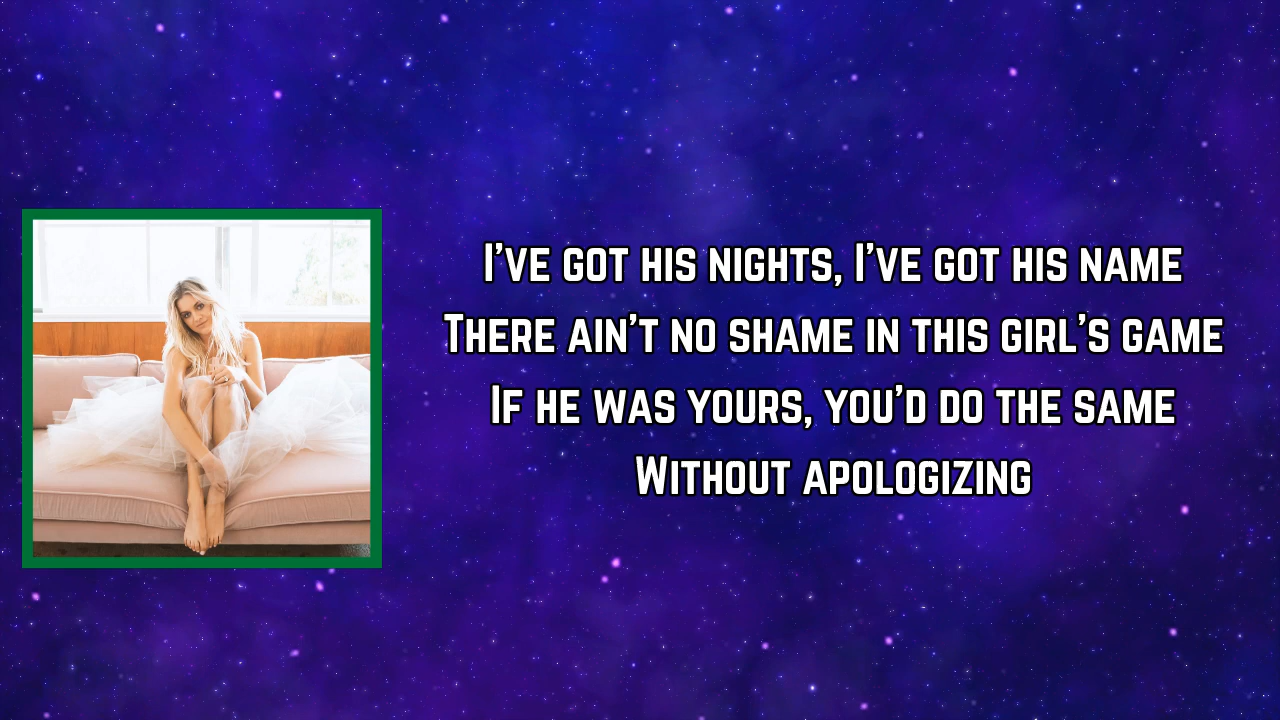 I'VE GOT HIS NIGHTS, I'VE GOT HIS NAME
THERE AIN'T NO SHAME IN THIS GIRL'S GAME
IF HE WAS YOURS, YOU'D DO THE SAME
WITHOUT APOLOGIZING